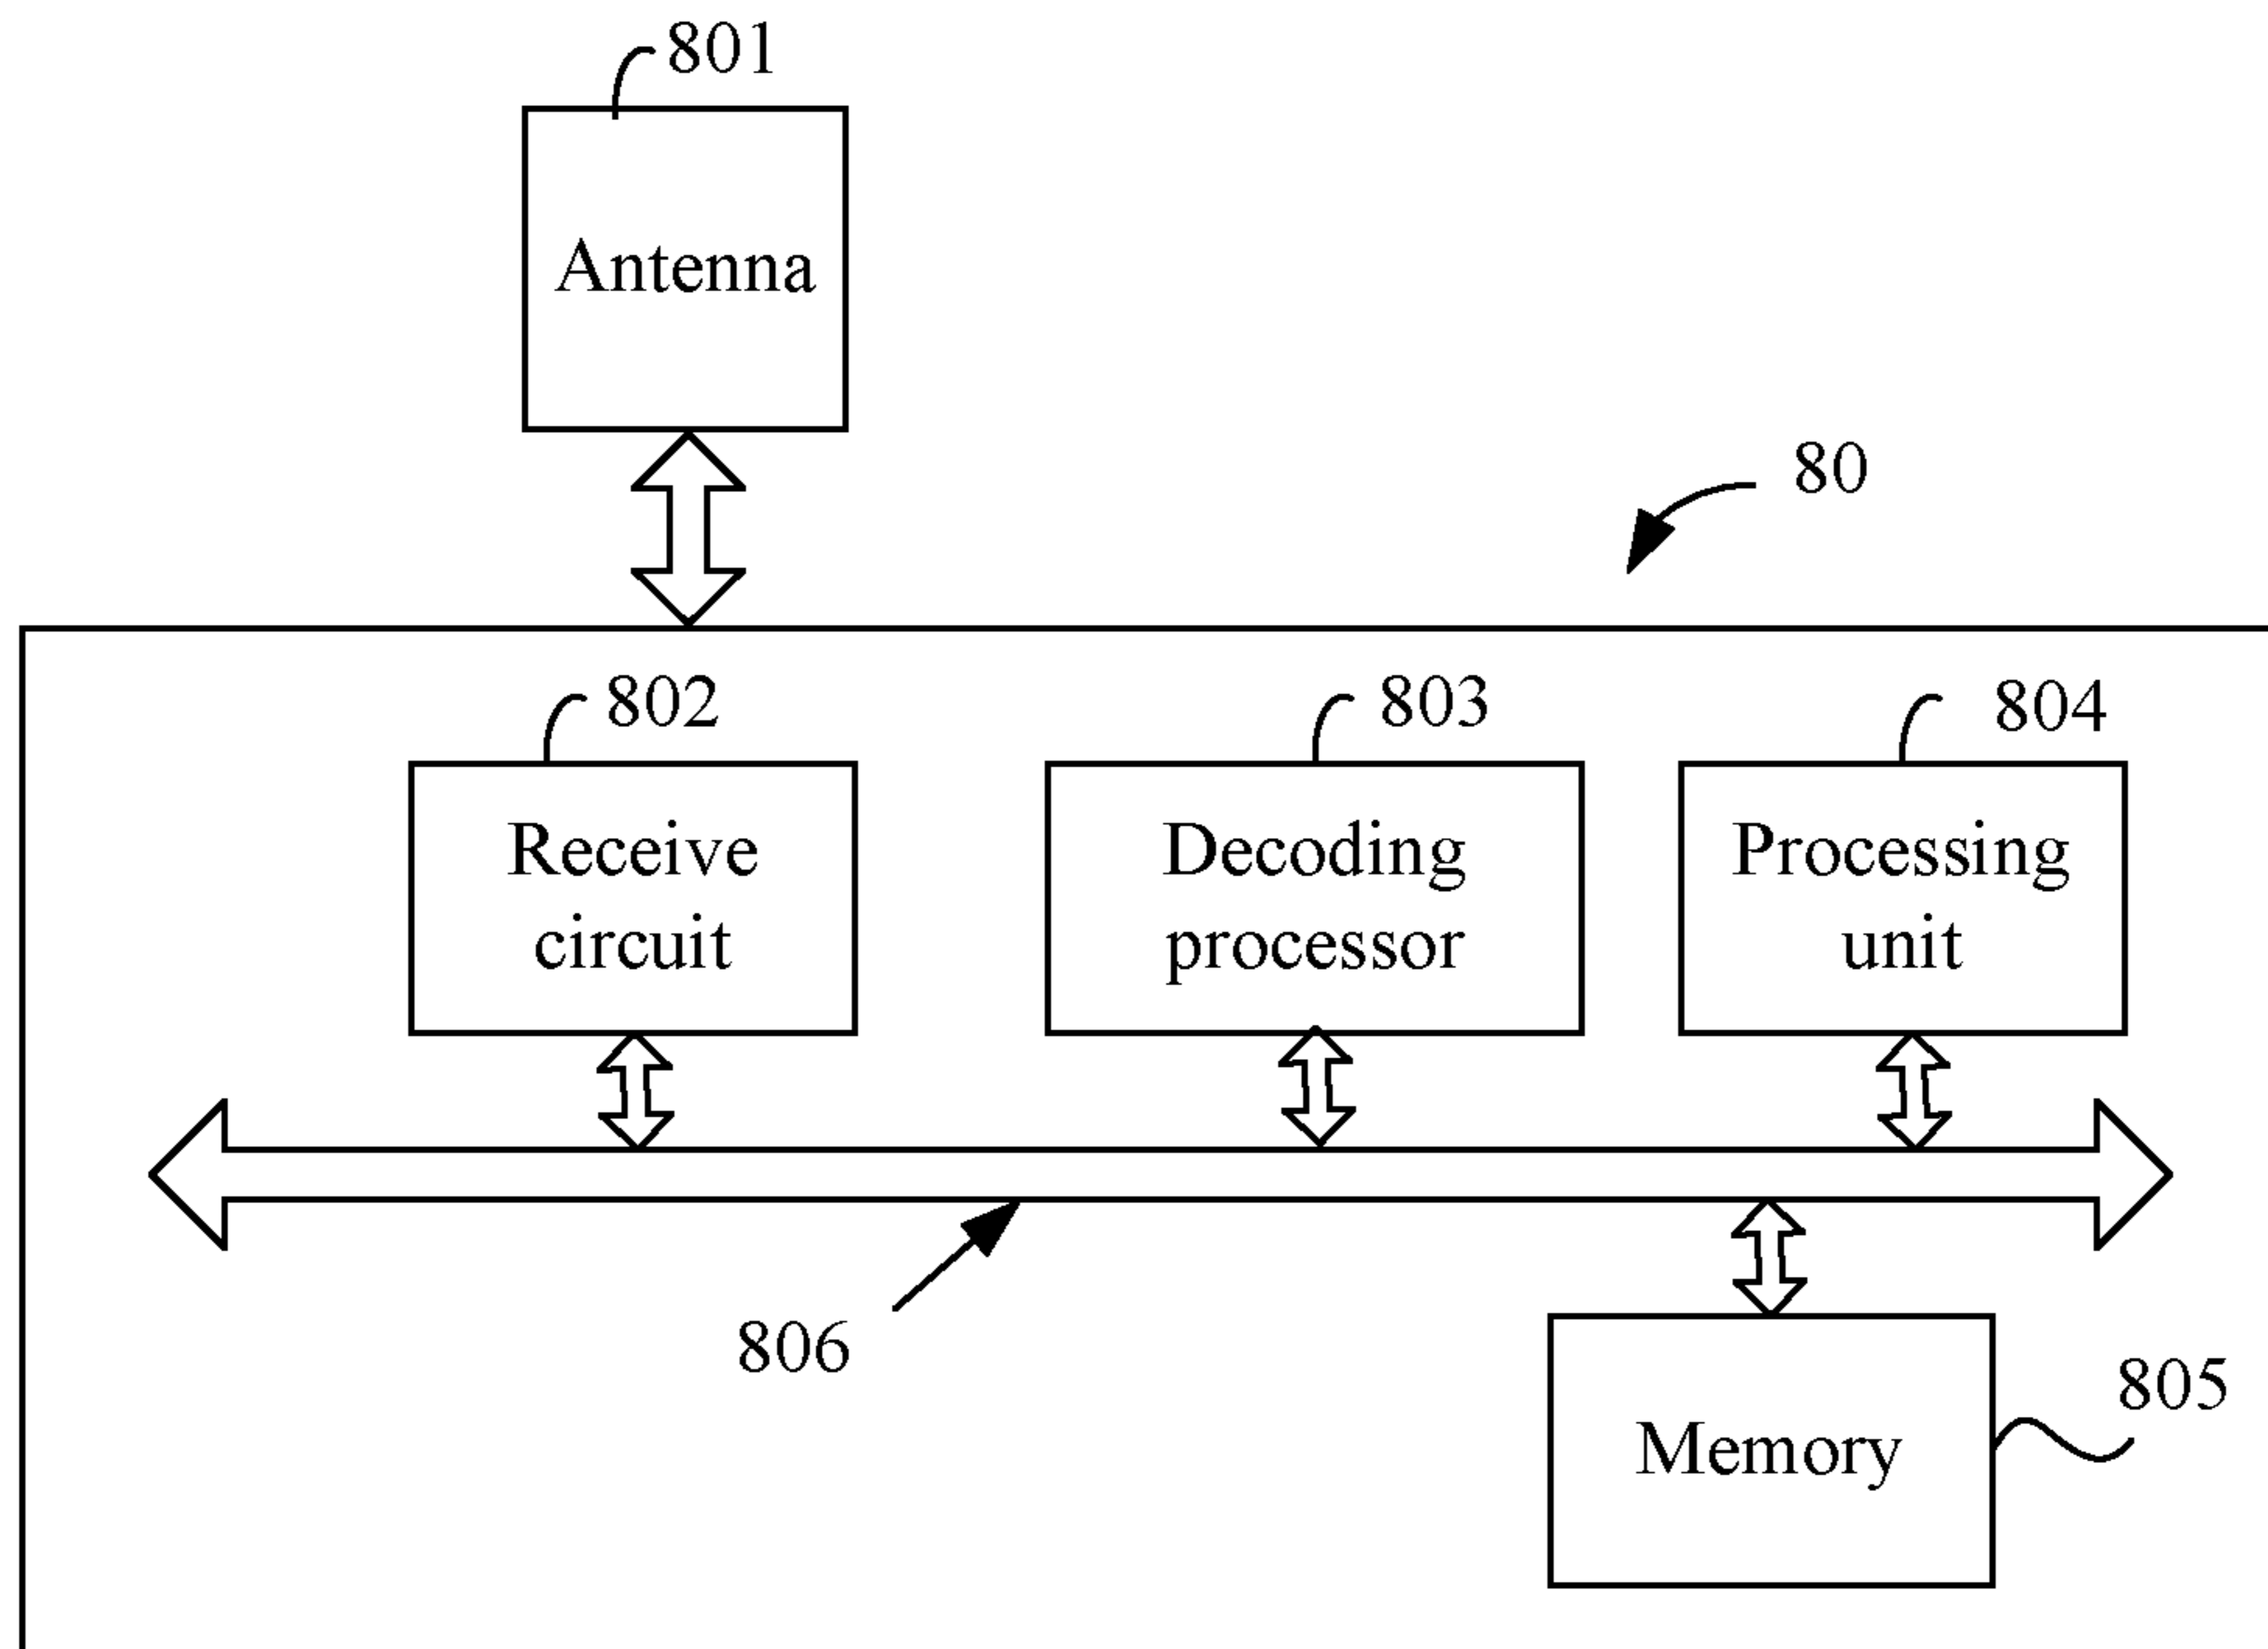 801
Antenna
80
802
803
804
Receive
circuit
Decoding
processor
Processing
unit
806
805
Memory